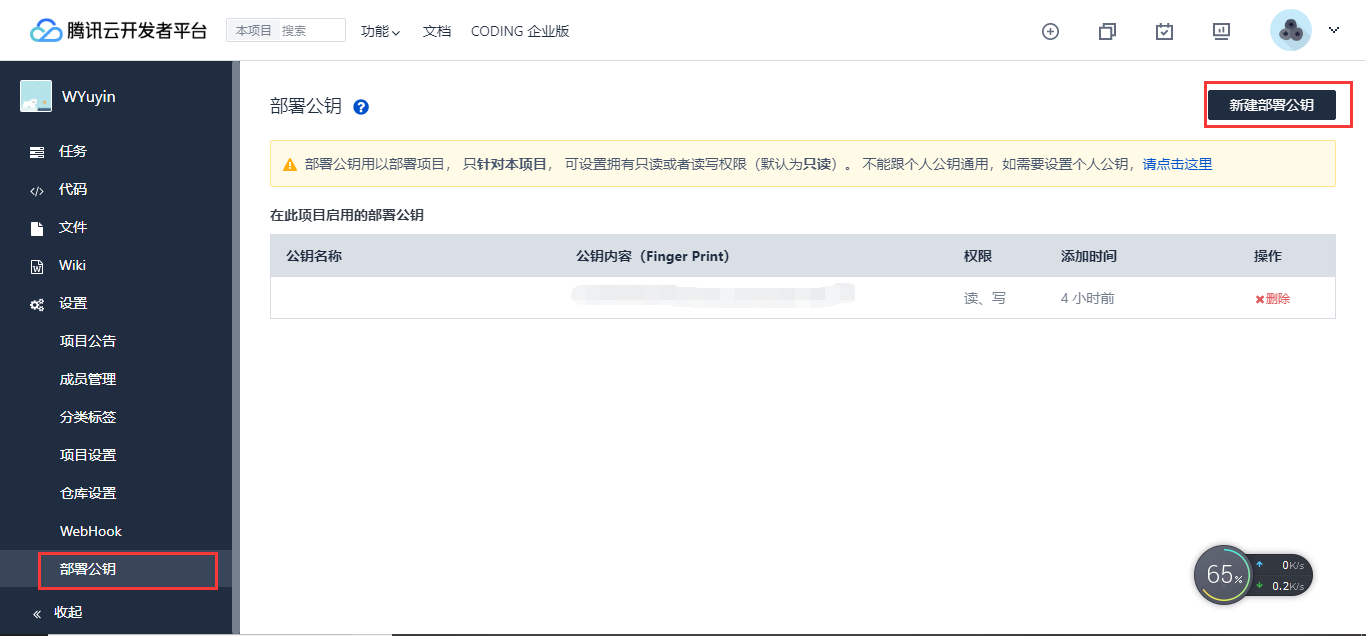 腾讯云开发者平台 本项目 搜索 功能 文档 CODING 企业版
WYuyin
任务
代码
文件
Wiki
设置
项目公告
成员管理
分类标签
项目设置
仓库设置
WebHook
部署公钥
« 收起
部署公钥 ?
新建部署公钥
部署公钥用以部署项目， 只针对本项目， 可设置拥有只读或者读写权限（默认为只读）。 不能跟个人公钥通用，如需要设置个人公钥，请点击这里
在此项目启用的部署公钥
公钥名称 公钥内容（Finger Print） 权限 添加时间 操作
读、写 4 小时前 ×删除
65%
0K/s
0.2K/s